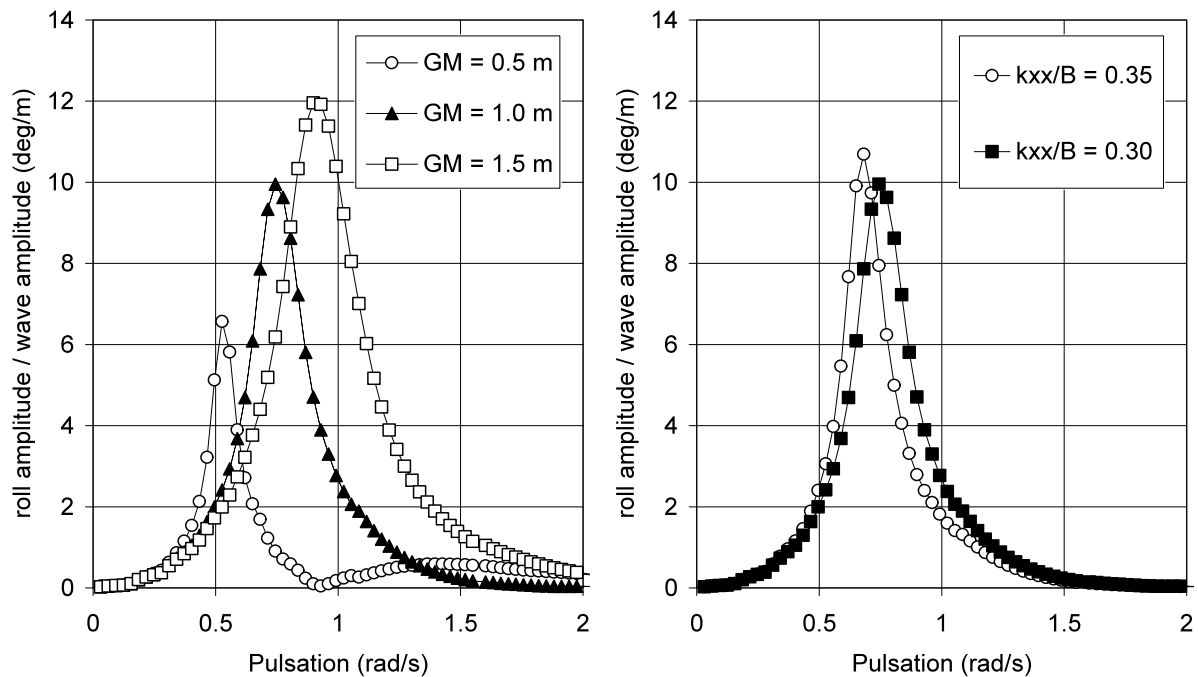 roll amplitude / wave amplitude (deg/m)
14
12
10
8
6
4
2
0
GM = 0.5 m
GM = 1.0 m
GM = 1.5 m
0 0.5 1 1.5 2
Pulsation (rad/s)
roll amplitude / wave amplitude (deg/m)
14
12
10
8
6
4
2
0
kxx/B = 0.35
kxx/B = 0.30
0 0.5 1 1.5 2
Pulsation (rad/s)